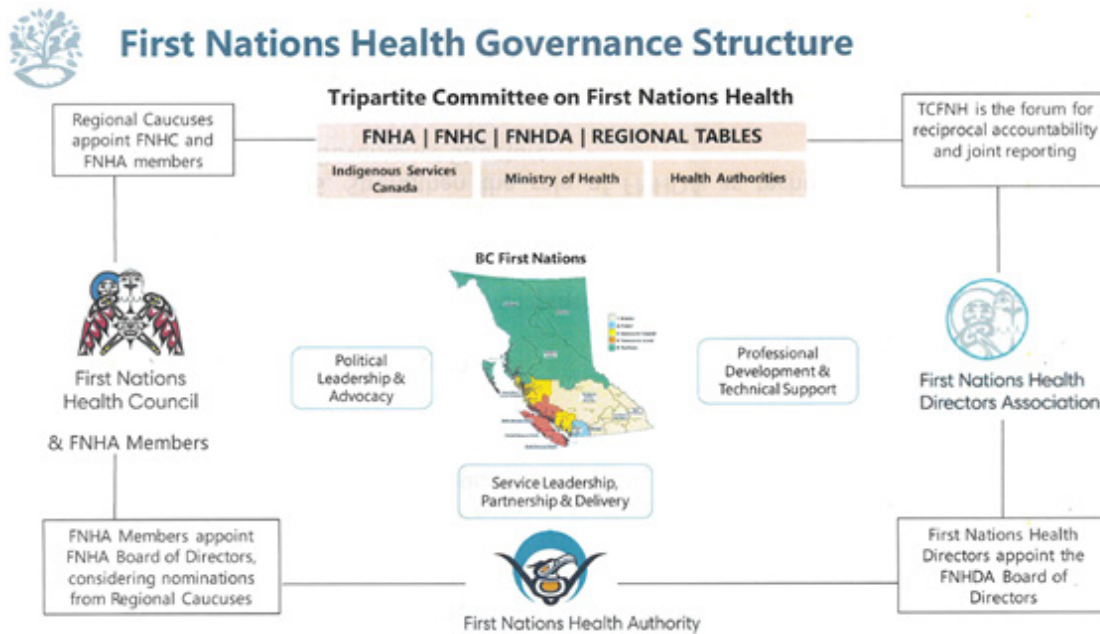 First Nations Health Governance Structure
Tripartite Committee on First Nations Health
FNHA | FNHC | FNHDA | REGIONAL TABLES
Indigenous Services
Canada
Ministry of Health
Health Authorities
Regional Caucuses
appoint FNHC and
FNHA members
TCFNH is the forum for
reciprocal accountability
and joint reporting
BC First Nations
First Nations
Health Council
& FNHA Members
Political
Leadership &
Advocacy
Professional
Development &
Technical Support
First Nations Health
Directors Association
Service Leadership,
Partnership & Delivery
FNHA Members appoint
FNHA Board of Directors,
considering nominations
from Regional Caucuses
First Nations Health Authority
First Nations Health
Directors appoint the
FNHDA Board of
Directors